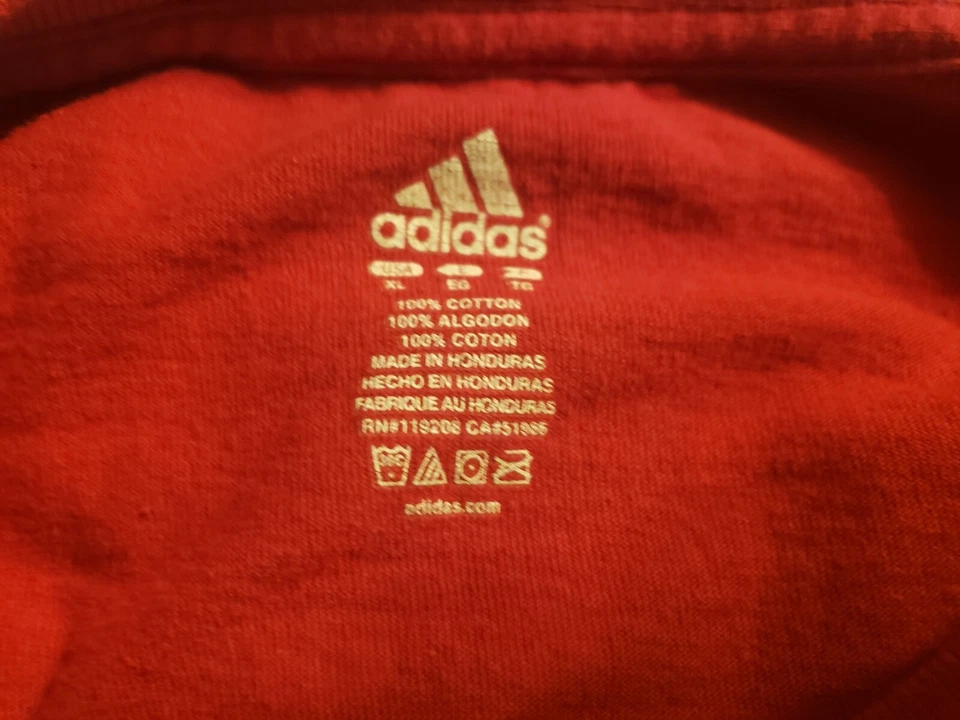 adidas
USA
XL EG TG
100% COTTON
100% ALGODON
100% COTON
MADE IN HONDURAS
HECHO EN HONDURAS
FABRIQUE AU HONDURAS
RN#119208 CA#51985
adidas.com